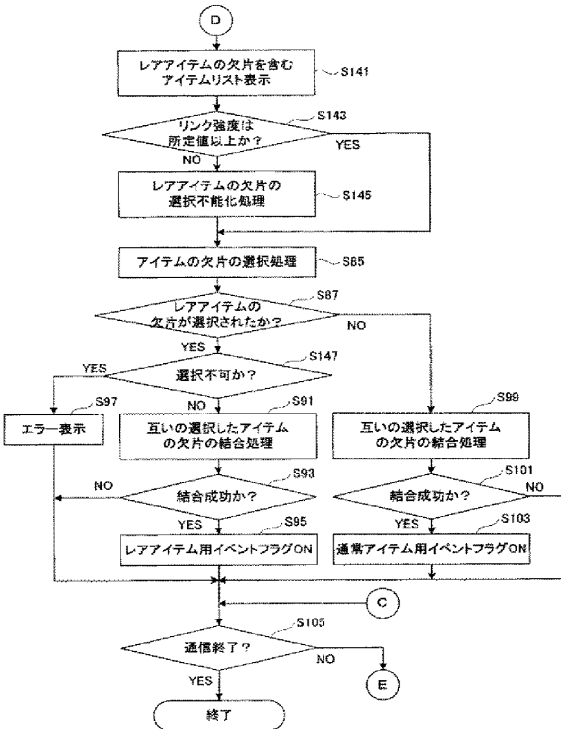 D
レアアイテムの欠片を含む
アイテムリスト表示
S141
リンク強度は
所定値以上か?
S143
YES
NO
レアアイテムの欠片の
選択不能化処理
S145
アイテムの欠片の選択処理
S85
レアアイテムの
欠片が選択されたか?
S87
NO
YES
選択不可か?
S147
YES
NO
エラー表示
S97
互いの選択したアイテム
の欠片の結合処理
S91
互いの選択したアイテム
の欠片の結合処理
S99
結合成功か?
S93
NO
YES
結合成功か?
S101
NO
YES
レアアイテム用イベントフラグON
S95
通常アイテム用イベントフラグON
S103
C
通信終了?
S105
NO
YES
E
終了